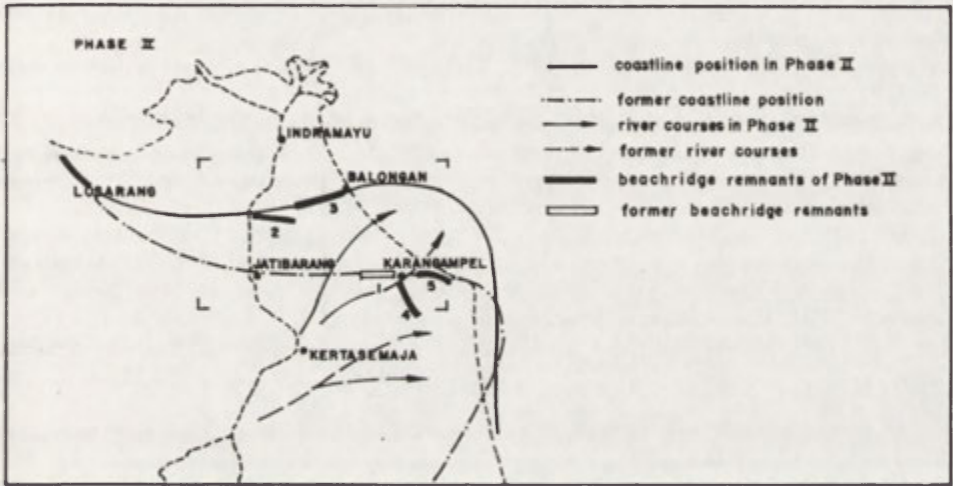 PHASE II
coastline position in Phase II
former coastline position
river courses in Phase II
former river courses
beachridge remnants of Phase II
former beachridge remnants
INDRAMAYU
LOSARANG
BALONGAN
3
2
JATIBARANG
KARANGAMPEL
1
5
4
KERTASEMAJA